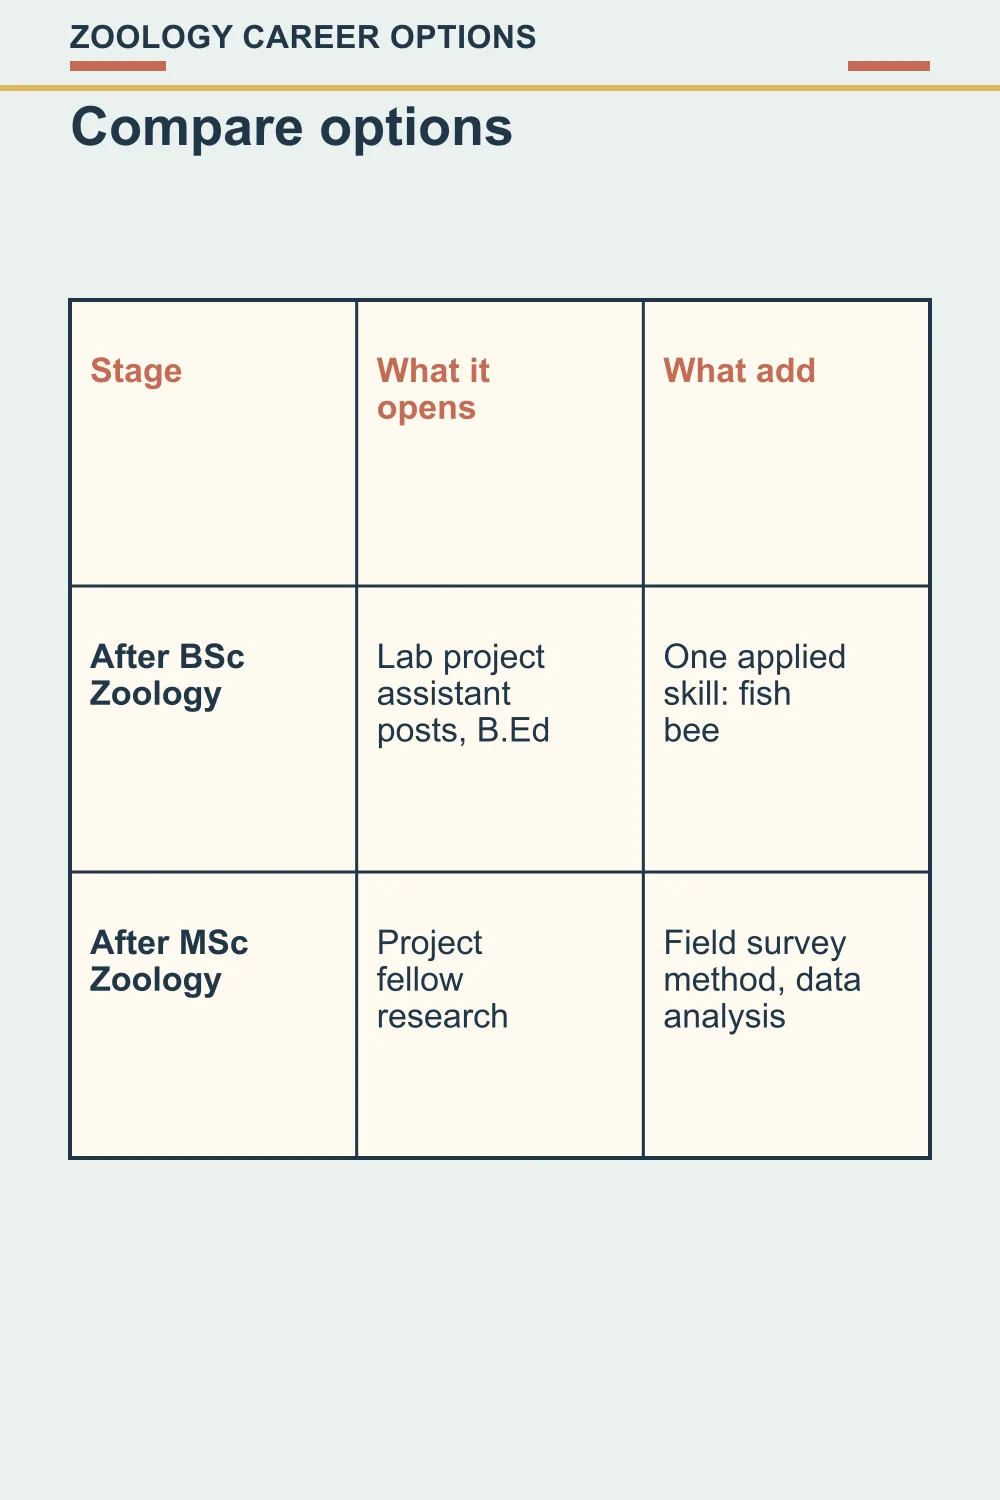 ZOOLOGY CAREER OPTIONS
Compare options
Stage
What it
opens
What add
After BSc
Zoology
Lab project
assistant
posts, B.Ed
One applied
skill: fish
bee
After MSc
Zoology
Project
fellow
research
Field survey
method, data
analysis